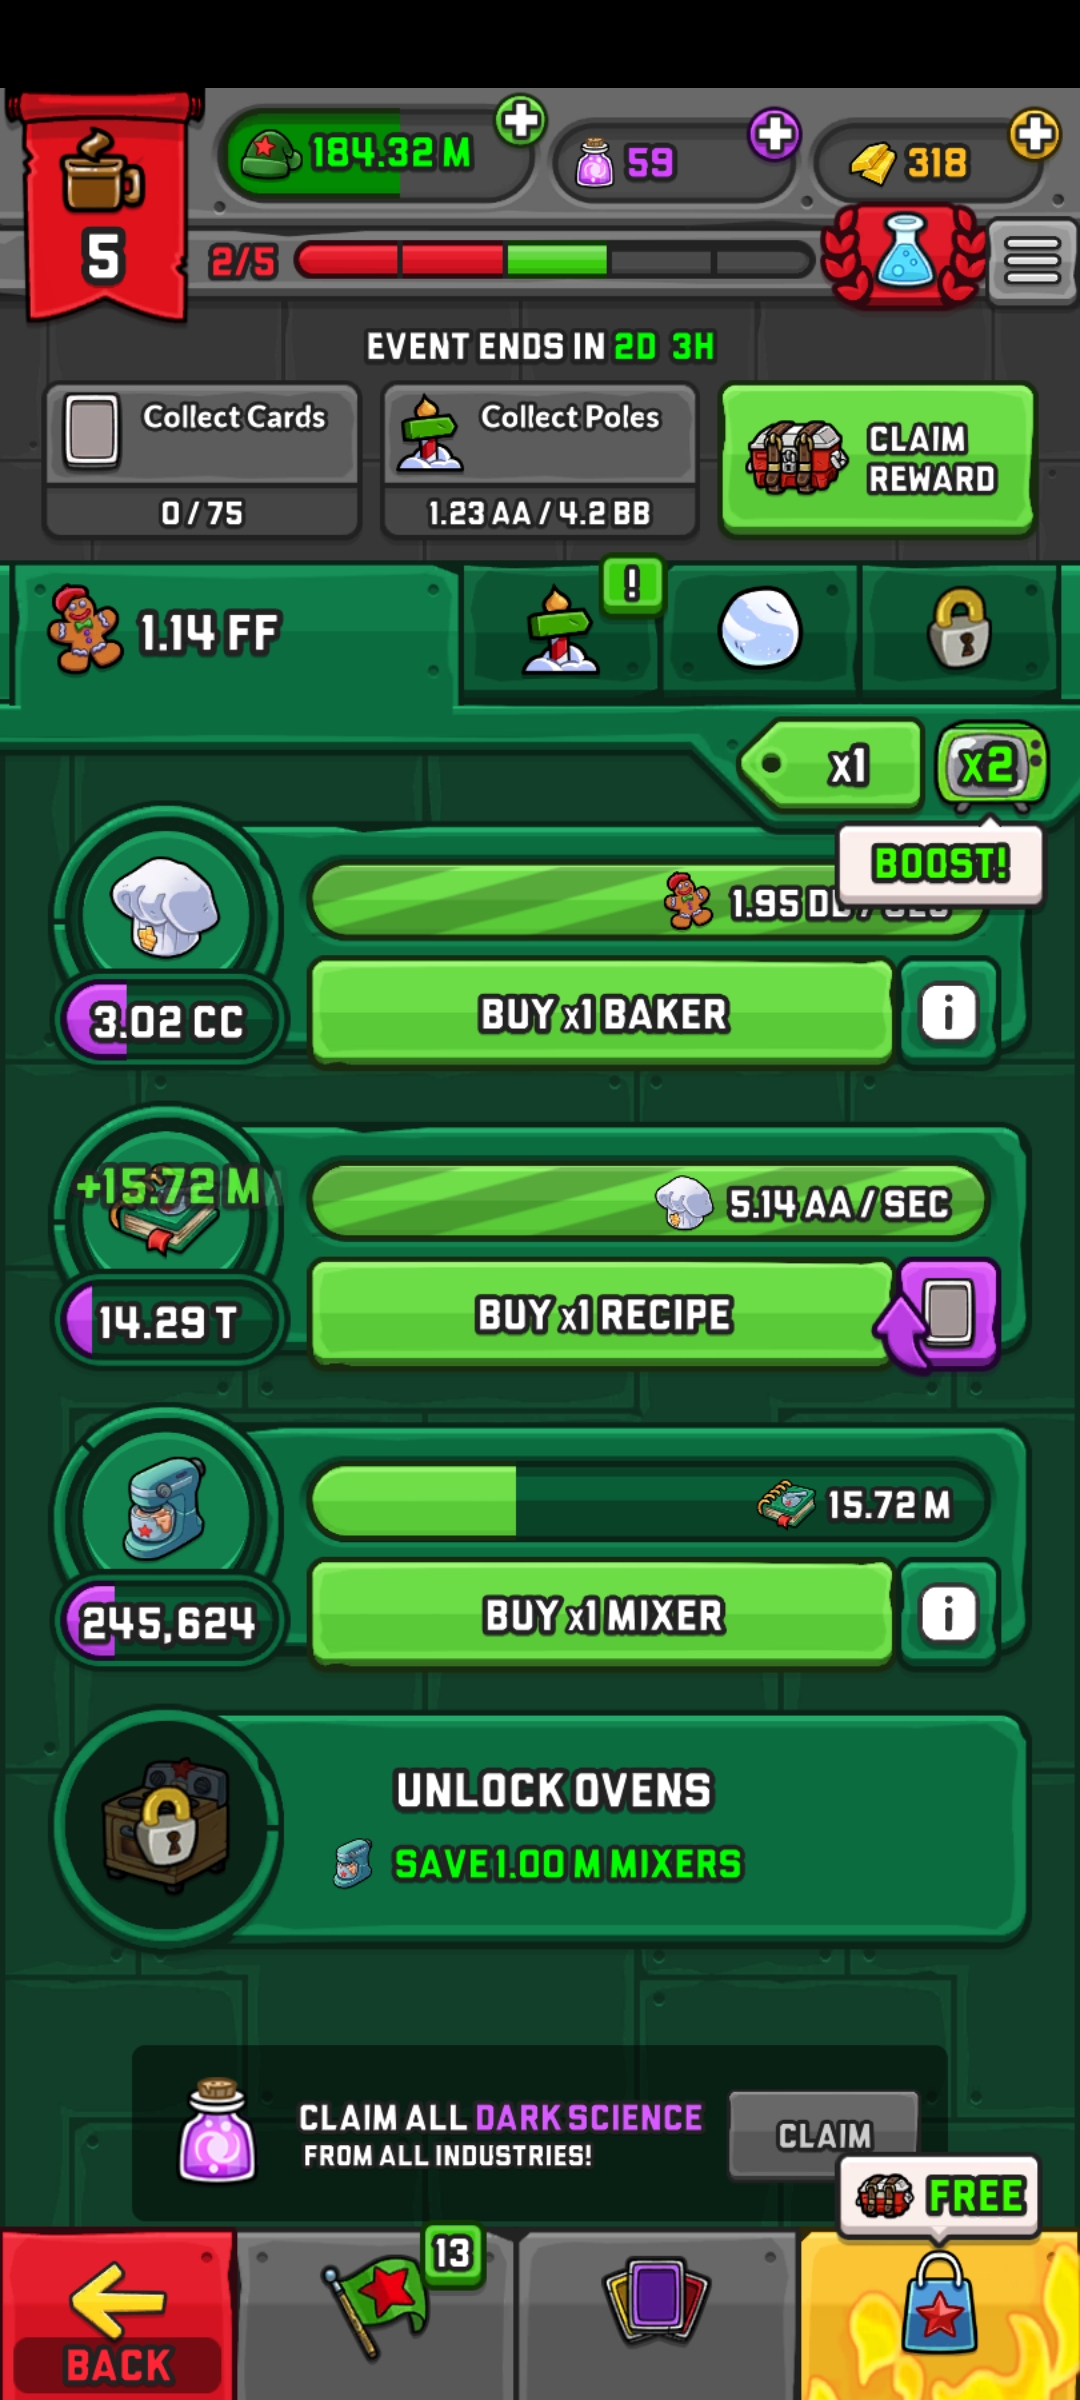 184.32 M
59
318
5
2/5
EVENT ENDS IN 2D 3H
Collect Cards
0 / 75
Collect Poles
1.23 AA / 4.2 BB
CLAIM
REWARD
1.14 FF
!
x1
x2
BOOST!
1.95
3.02 CC
BUY x1 BAKER
i
+15.72 M
5.14 AA / SEC
14.29 T
BUY x1 RECIPE
15.72 M
245,624
BUY x1 MIXER
i
UNLOCK OVENS
SAVE 1.00 M MIXERS
CLAIM ALL DARK SCIENCE
FROM ALL INDUSTRIES!
CLAIM
FREE
13
BACK